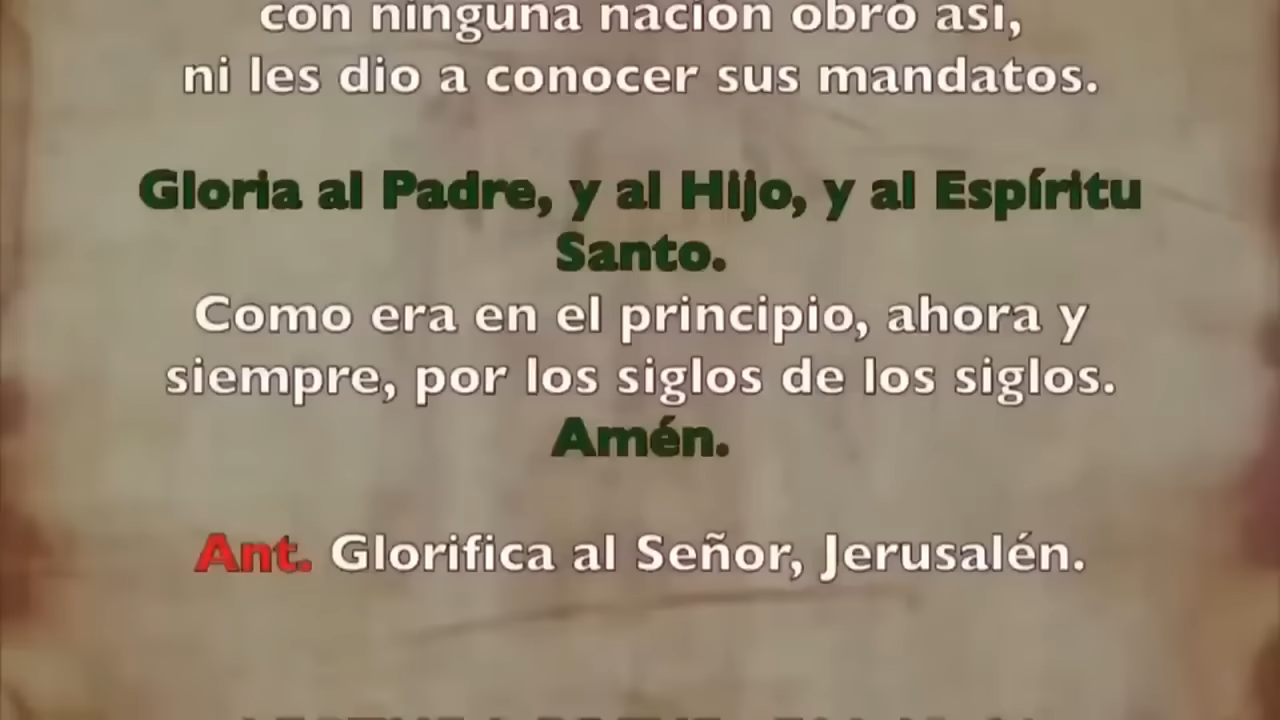 con ninguna nación obró así,
ni les dio a conocer sus mandatos.
Gloria al Padre, y al Hijo, y al Espíritu
Santo.
Como era en el principio, ahora y
siempre, por los siglos de los siglos.
Amén.
Ant. Glorifica al Señor, Jerusalén.